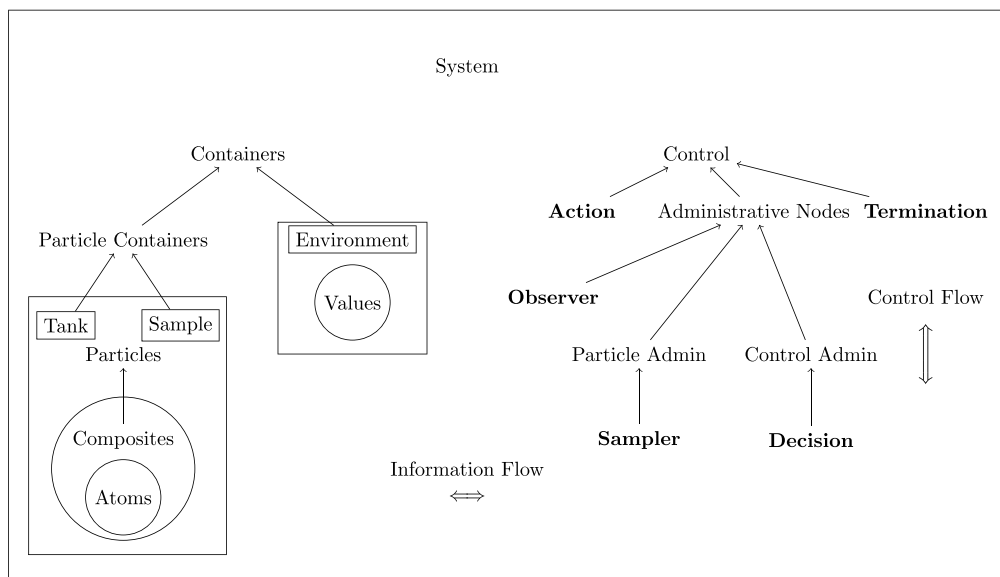 System
Containers
Control
Action
Administrative Nodes
Termination
Particle Containers
Environment
Observer
Control Flow
Values
Tank
Sample
Particles
Particle Admin
Control Admin
Composites
Sampler
Decision
Information Flow
Atoms